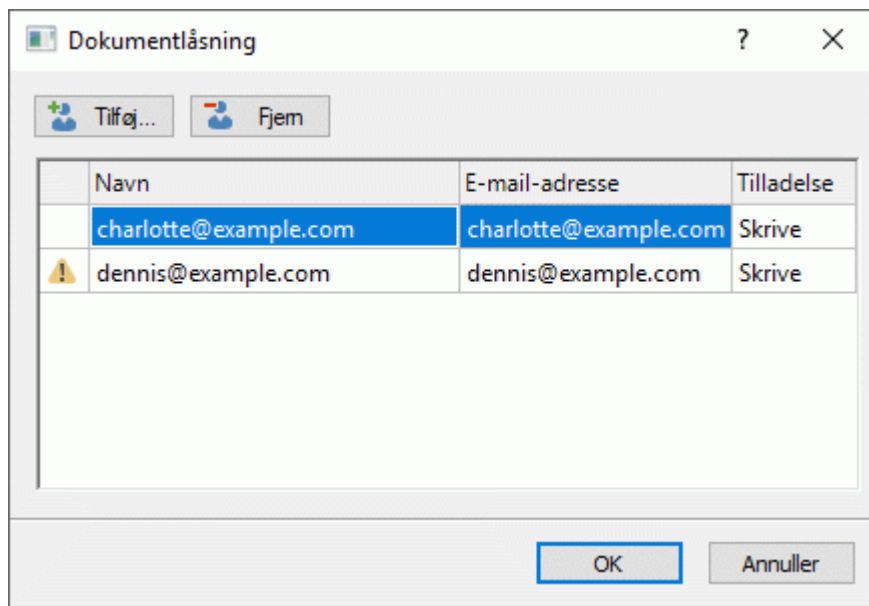 Dokumentlåsning ?
Tilføj... Fjern
Navn E-mail-adresse Tilladelse
charlotte@example.com charlotte@example.com Skrive
dennis@example.com dennis@example.com Skrive
OK Annuller